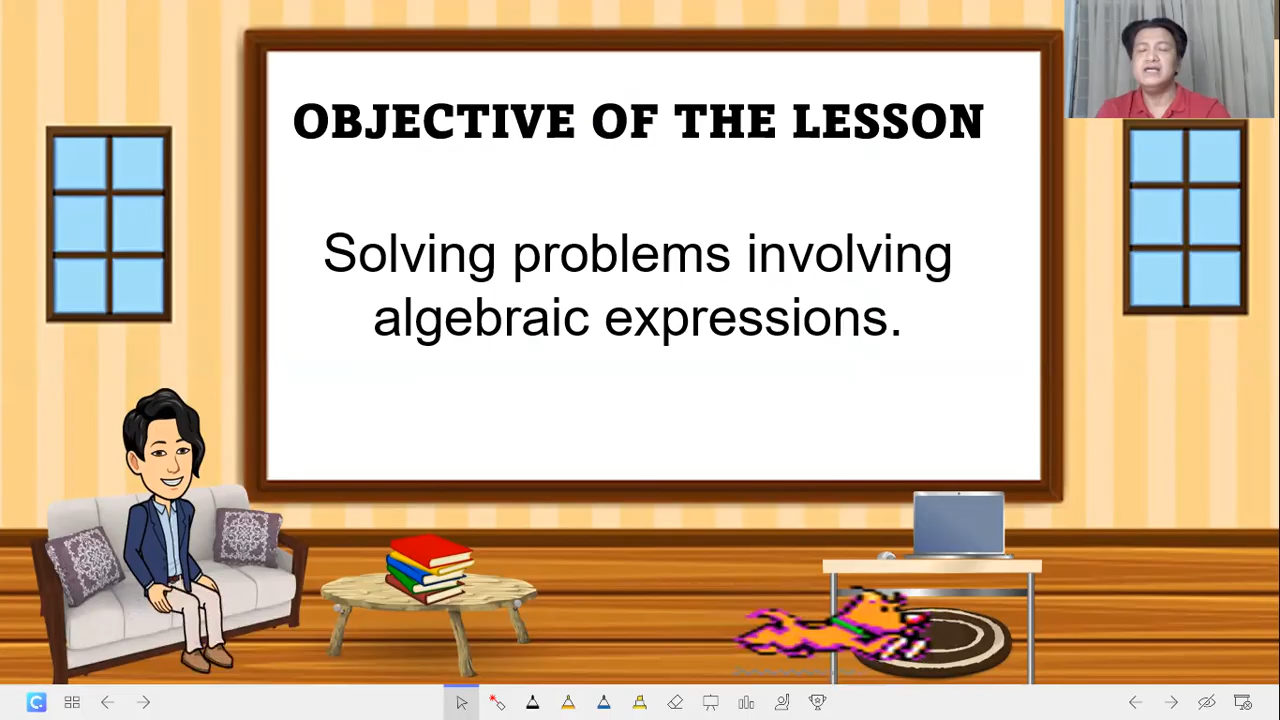 OBJECTIVE OF THE LESSON
Solving problems involving
algebraic expressions.